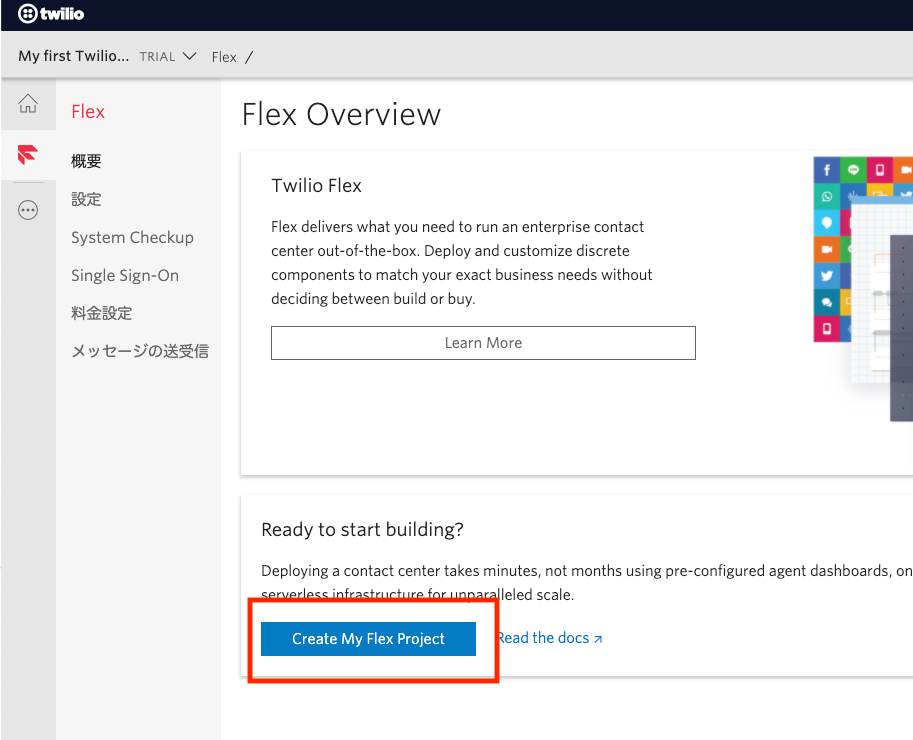 twilio
My first Twilio... TRIAL Flex /
Flex
概要
設定
System Checkup
Single Sign-On
料金設定
メッセージの送受信
Flex Overview
Twilio Flex
Flex delivers what you need to run an enterprise contact
center out-of-the-box. Deploy and customize discrete
components to match your exact business needs without
deciding between build or buy.
Learn More
Ready to start building?
Deploying a contact center takes minutes, not months using pre-configured agent dashboards, on
serverless infrastructure for unparalleled scale.
Create My Flex Project
Read the docs